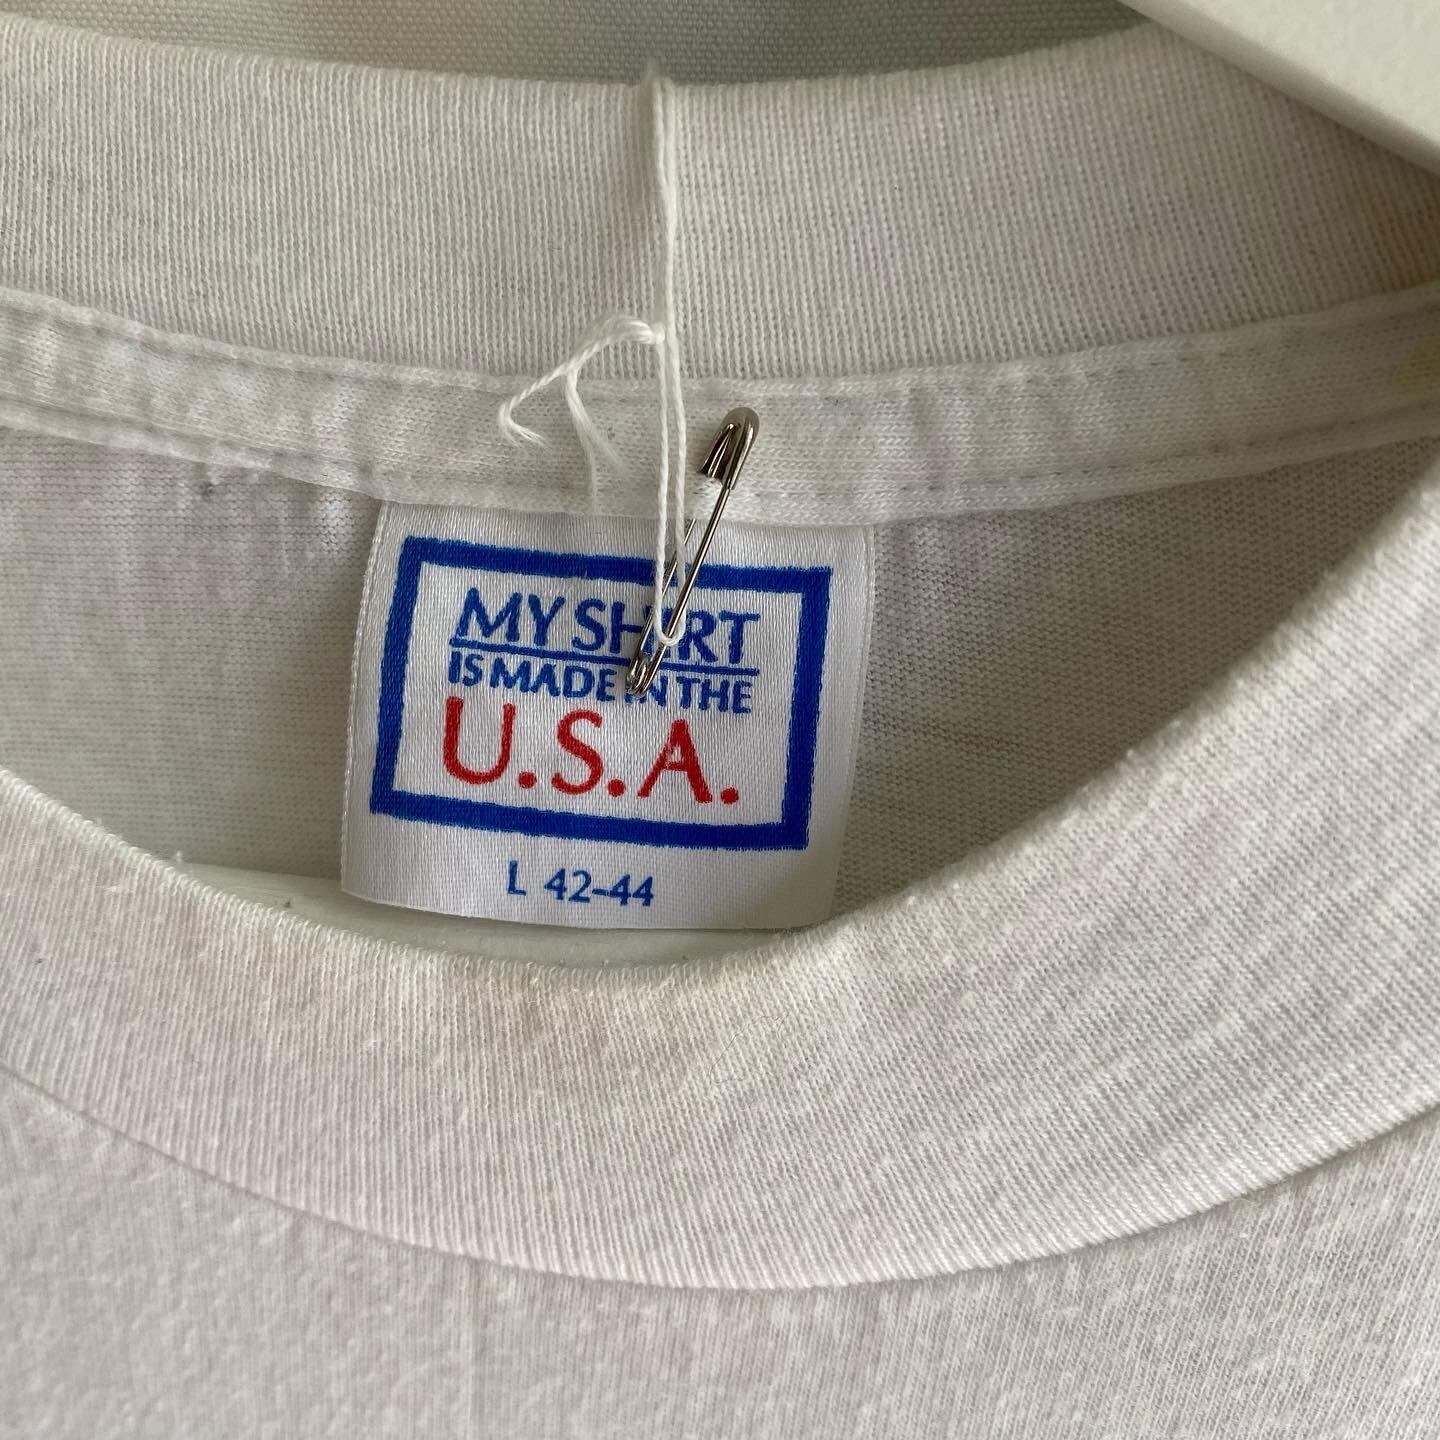 MY SHIRT
IS MADE IN THE
U.S.A.
L 42-44